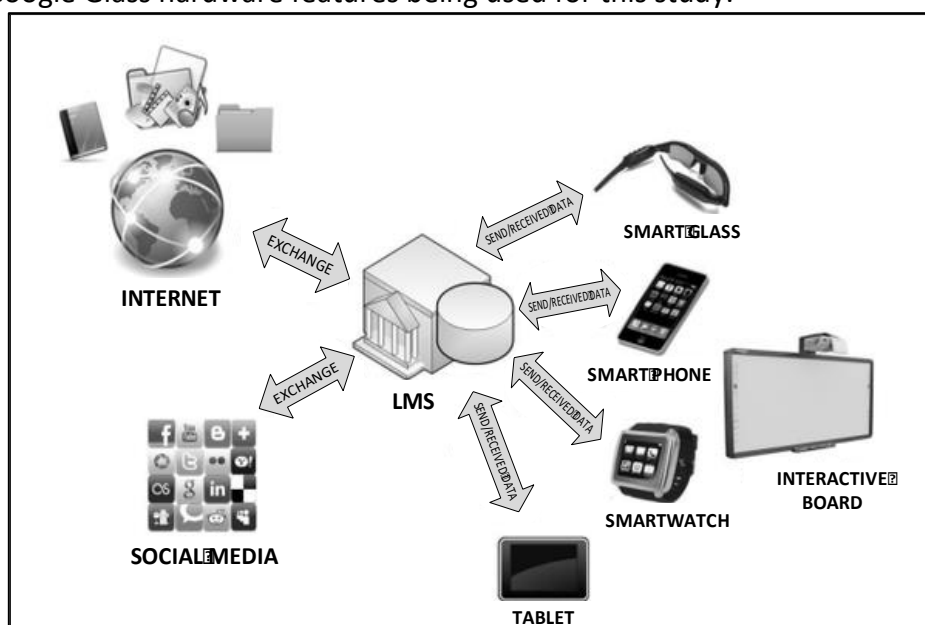 oogle Glass hardware features being used for this study.
INTERNET
EXCHANGE
SEND/RECEIVED DATA
SMART GLASS
SEND/RECEIVED DATA
SMART PHONE
EXCHANGE
LMS
SEND/RECEIVED DATA
SEND/RECEIVED DATA
SMARTWATCH
INTERACTIVE
BOARD
SOCIAL MEDIA
TABLET